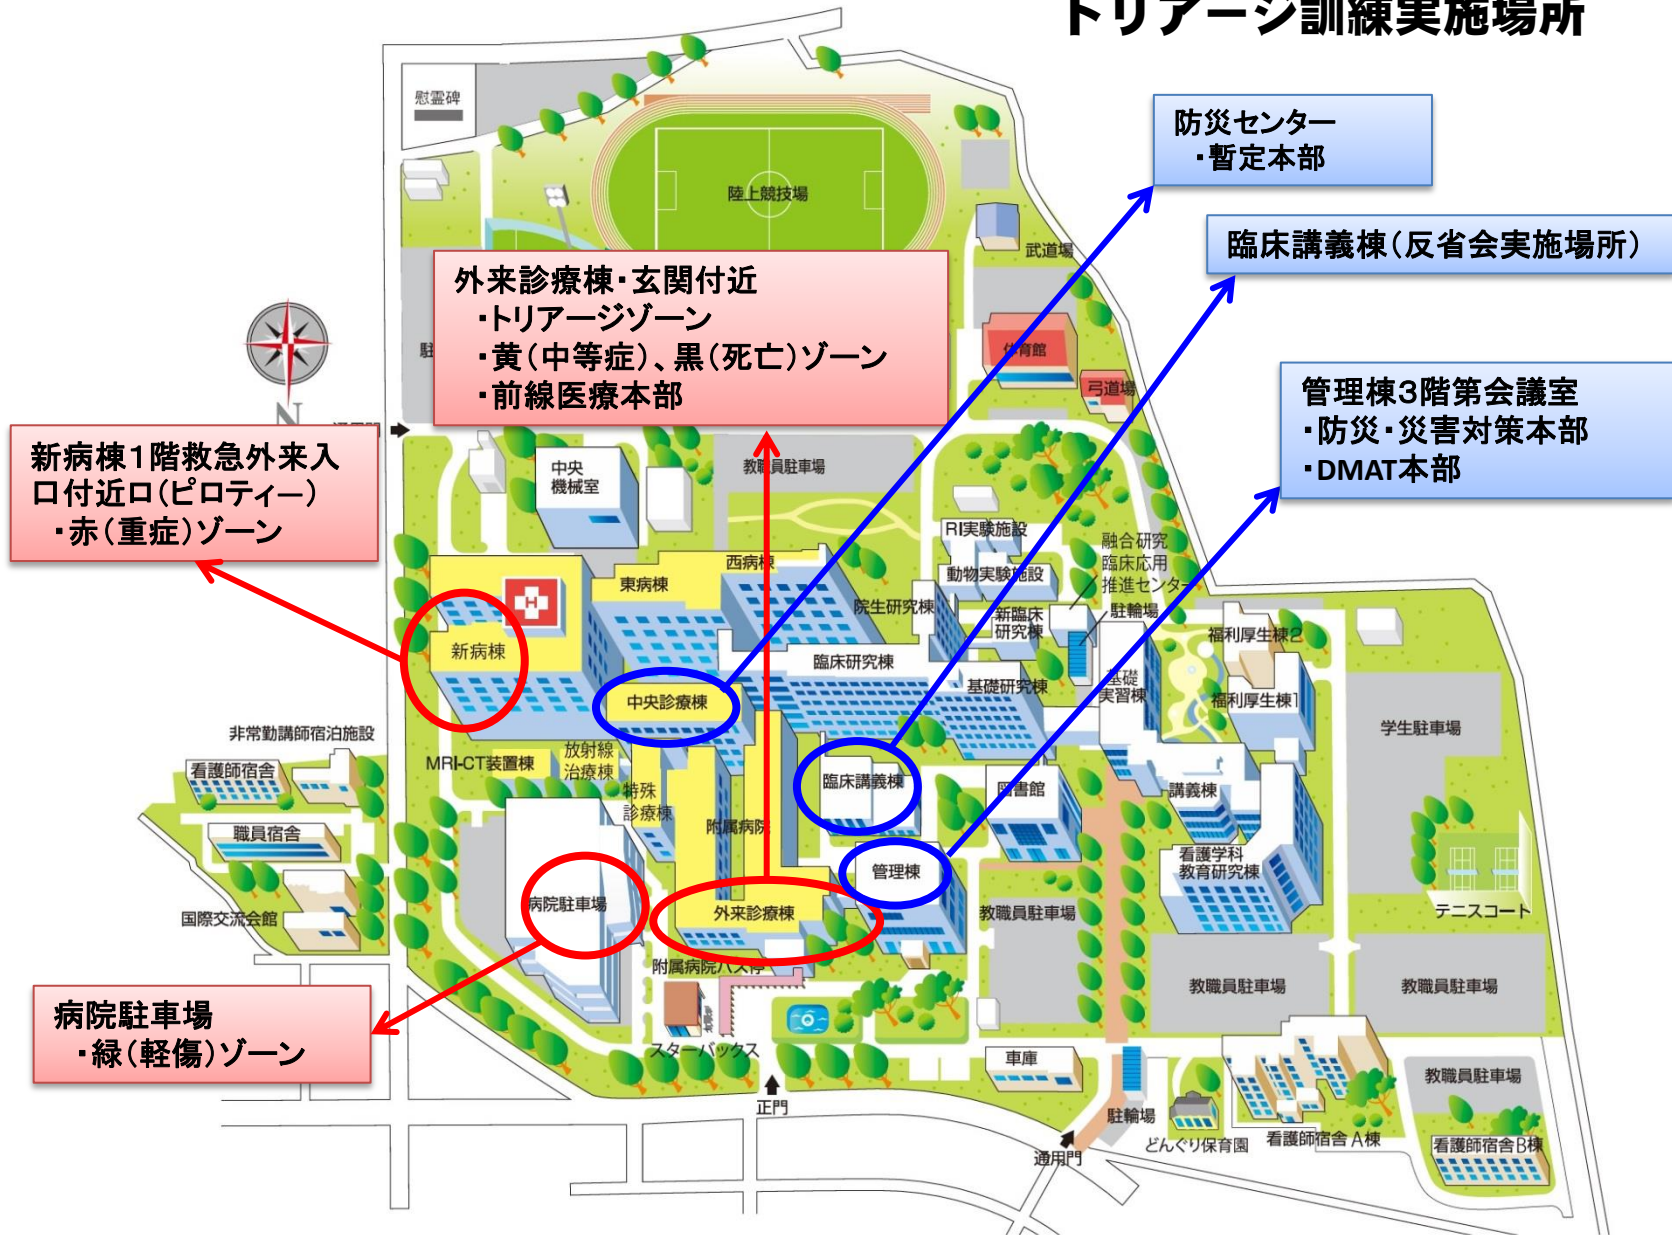 トリアージ訓練実施場所
慰霊碑
防災センター
・暫定本部
陸上競技場
臨床講義棟(反省会実施場所)
武道場
外来診療棟・玄関付近
・トリアージゾーン
・黄(中等症)、黒(死亡)ゾーン
・前線医療本部
駐
体育館
弓道場
管理棟3階第会議室
・防災・災害対策本部
・DMAT本部
N
新病棟1階救急外来入
口付近口(ピロティー)
・赤(重症)ゾーン
中央
機械室
教職員駐車場
RI実験施設
融合研究
臨床応用
推進センター
動物実験施設
西病棟
東病棟
H
院生研究棟
新臨床
研究棟
駐輪場
福利厚生棟2
新病棟
臨床研究棟
基礎研究棟
基礎
実習棟
福利厚生棟1
中央診療棟
学生駐車場
非常勤講師宿泊施設
看護師宿舎
MRI-CT装置棟
放射線
治療棟
特殊
診療棟
臨床講義棟
図書館
講義棟
職員宿舎
附属病院
看護学科
教育研究棟
管理棟
病院駐車場
外来診療棟
教職員駐車場
テニスコート
国際交流会館
附属病院バス停
教職員駐車場
教職員駐車場
病院駐車場
・緑(軽傷)ゾーン
スターバックス
車庫
教職員駐車場
正門
駐輪場
どんぐり保育園
看護師宿舎A棟
看護師宿舎B棟
通用門